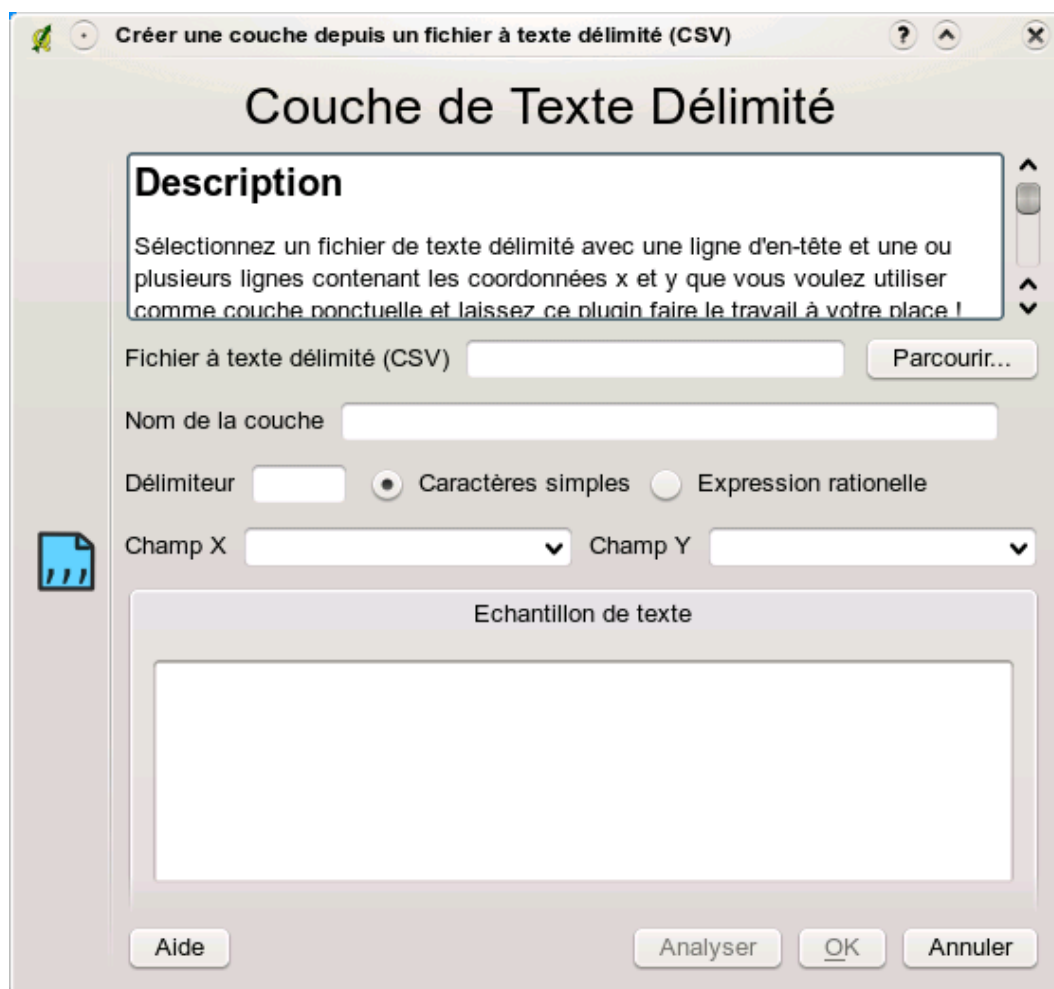 Créer une couche depuis un fichier à texte délimité (CSV)
Couche de Texte Délimité
Description
Sélectionnez un fichier de texte délimité avec une ligne d'en-tête et une ou
plusieurs lignes contenant les coordonnées x et y que vous voulez utiliser
comme couche ponctuelle et laissez ce plugin faire le travail à votre place !
Fichier à texte délimité (CSV) Parcourir...
Nom de la couche
Délimiteur Caractères simples Expression rationelle
Champ X Champ Y
Echantillon de texte
Aide Analyser OK Annuler